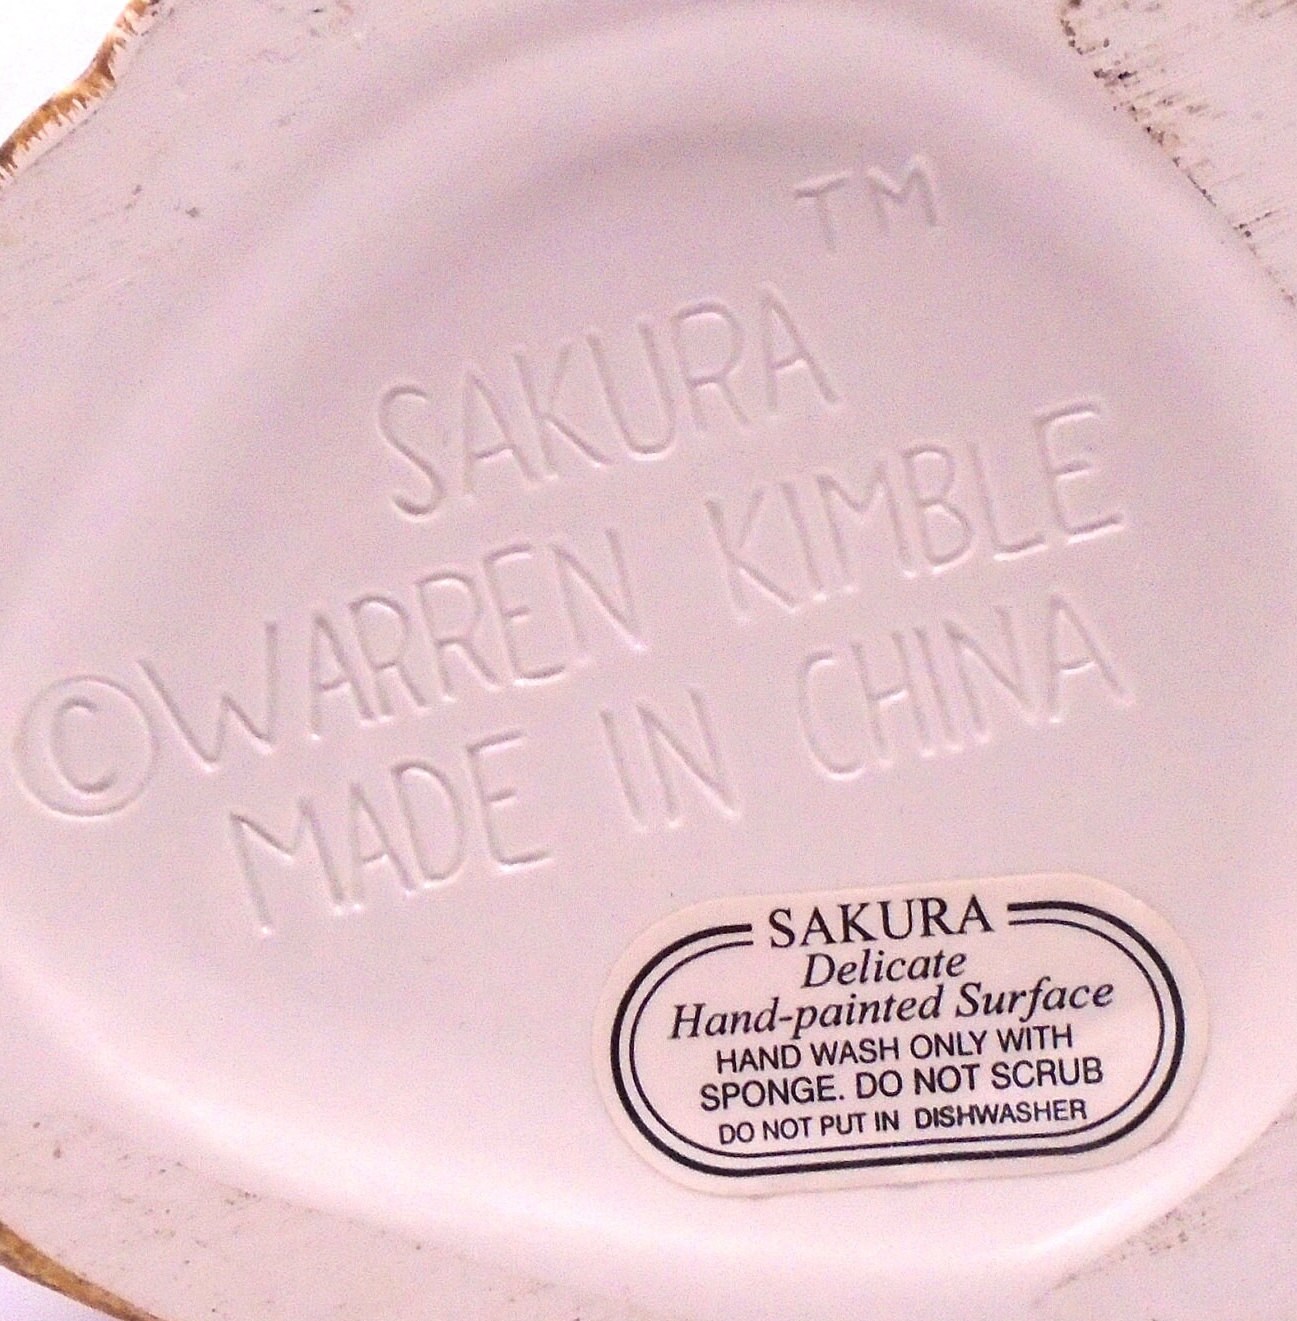 TM
SAKURA
©WARREN KIMBLE
MADE IN CHINA
SAKURA
Delicate
Hand-painted Surface
HAND WASH ONLY WITH
SPONGE. DO NOT SCRUB
DO NOT PUT IN DISHWASHER